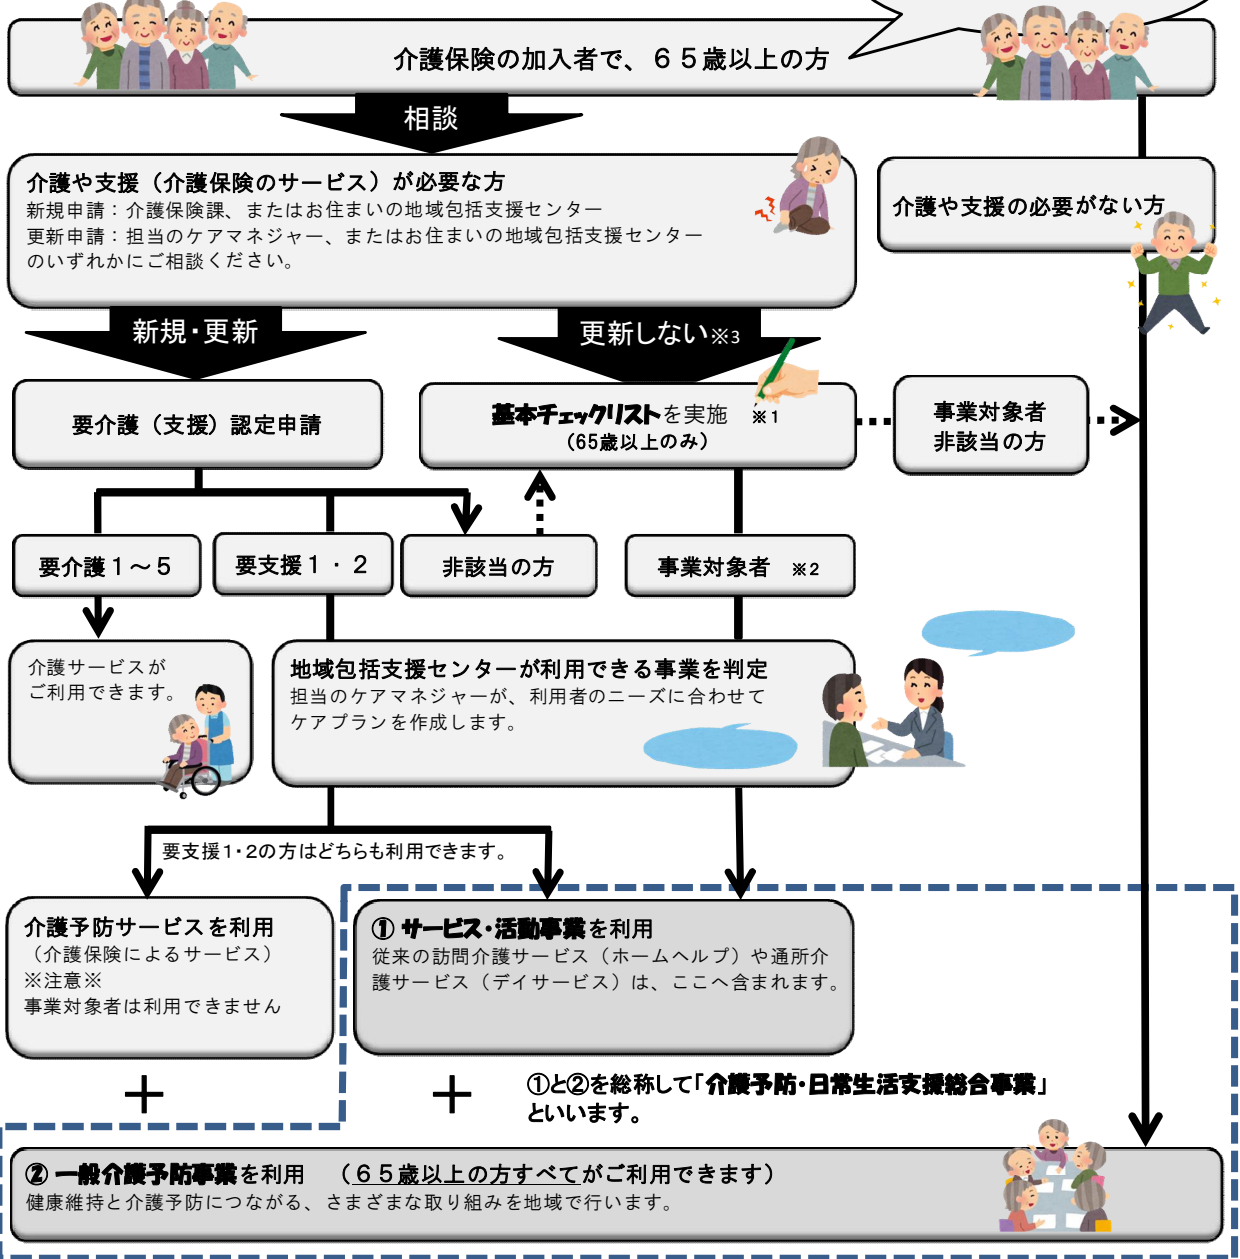 介護保険の加入者で、６５歳以上の方
相談
介護や支援（介護保険のサービス）が必要な方
新規申請：介護保険課、またはお住まいの地域包括支援センター
更新申請：担当のケアマネジャー、またはお住まいの地域包括支援センター
のいずれかにご相談ください。
介護や支援の必要がない方
新規・更新
更新しない※3
要介護（支援）認定申請
基本チェックリストを実施　※1
（65歳以上のみ）
事業対象者
非該当の方
要介護１～５
要支援１・２
非該当の方
事業対象者　※2
介護サービスが
ご利用できます。
地域包括支援センターが利用できる事業を判定
担当のケアマネジャーが、利用者のニーズに合わせて
ケアプランを作成します。
要支援1・2の方はどちらも利用できます。
介護予防サービスを利用
（介護保険によるサービス）
※注意※
事業対象者は利用できません
① サービス・活動事業を利用
従来の訪問介護サービス（ホームヘルプ）や通所介
護サービス（デイサービス）は、ここへ含まれます。
＋
＋
①と②を総称して「介護予防・日常生活支援総合事業」
といいます。
② 一般介護予防事業を利用　（６５歳以上の方すべてがご利用できます）
健康維持と介護予防につながる、さまざまな取り組みを地域で行います。